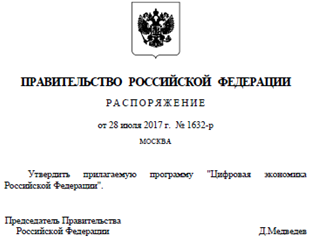 ПРАВИТЕЛЬСТВО РОССИЙСКОЙ ФЕДЕРАЦИИ
РАСПОРЯЖЕНИЕ
от 28 июля 2017 г. № 1632-р
МОСКВА
Утвердить прилагаемую программу "Цифровая экономика
Российской Федерации".
Председатель Правительства
Российской Федерации Д.Медведев